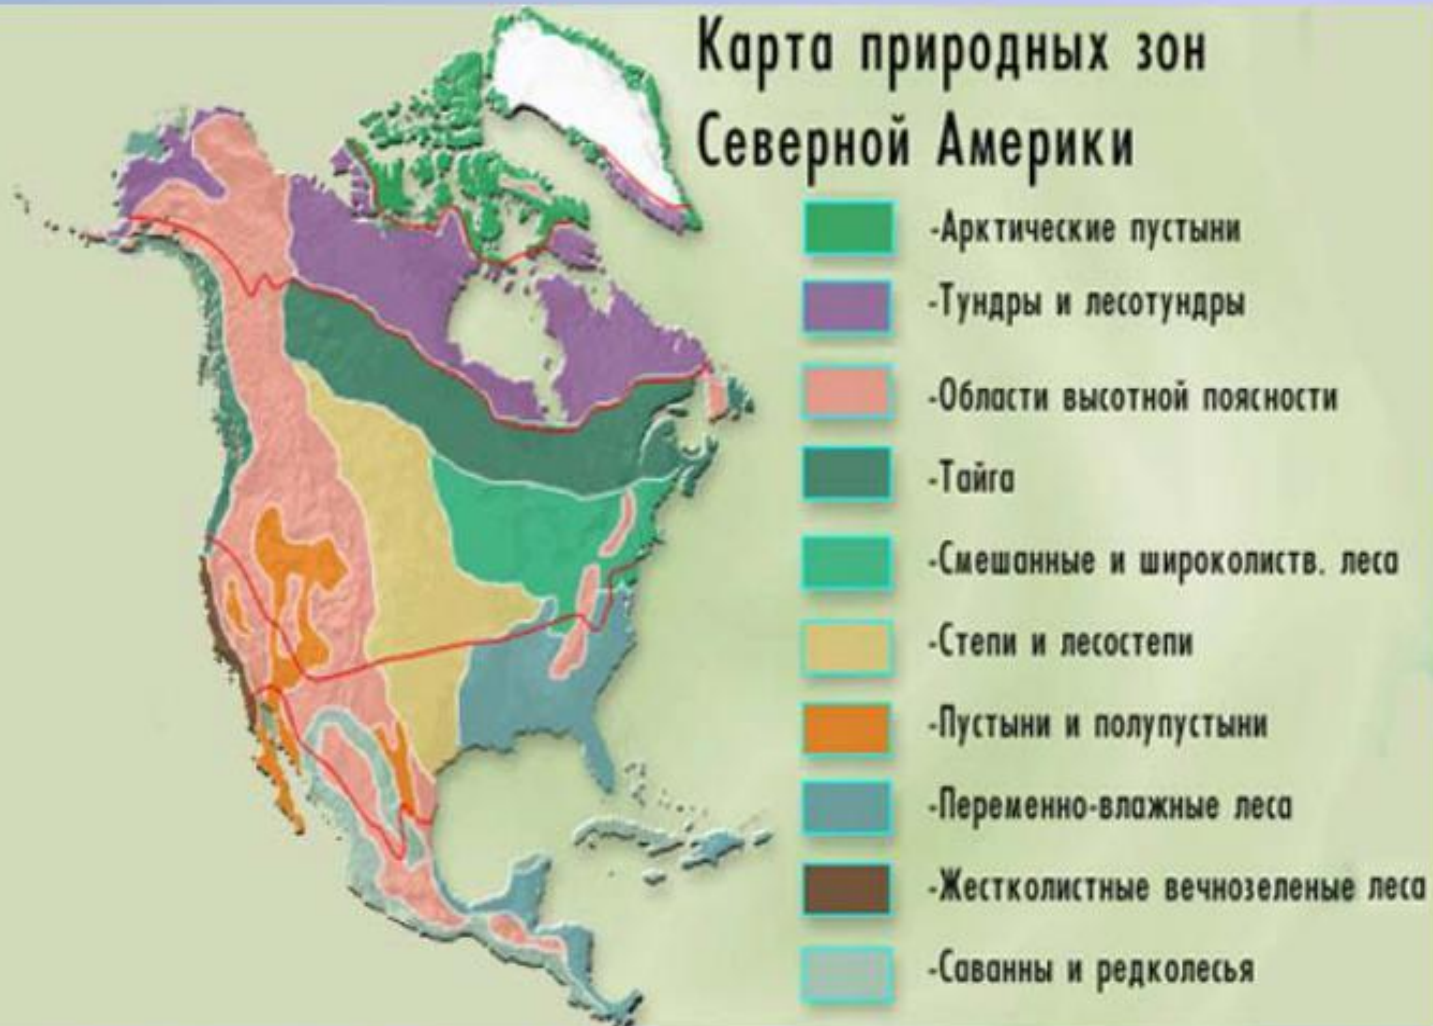 Карта природных зон
Северной Америки
-Арктические пустыни
-Тундры и лесотундры
-Области высотной поясности
-Тайга
-Смешанные и широколиств. леса
-Степи и лесостепи
-Пустыни и полупустыни
-Переменно-влажные леса
-Жестколистные вечнозеленые леса
-Саванны и редколесья